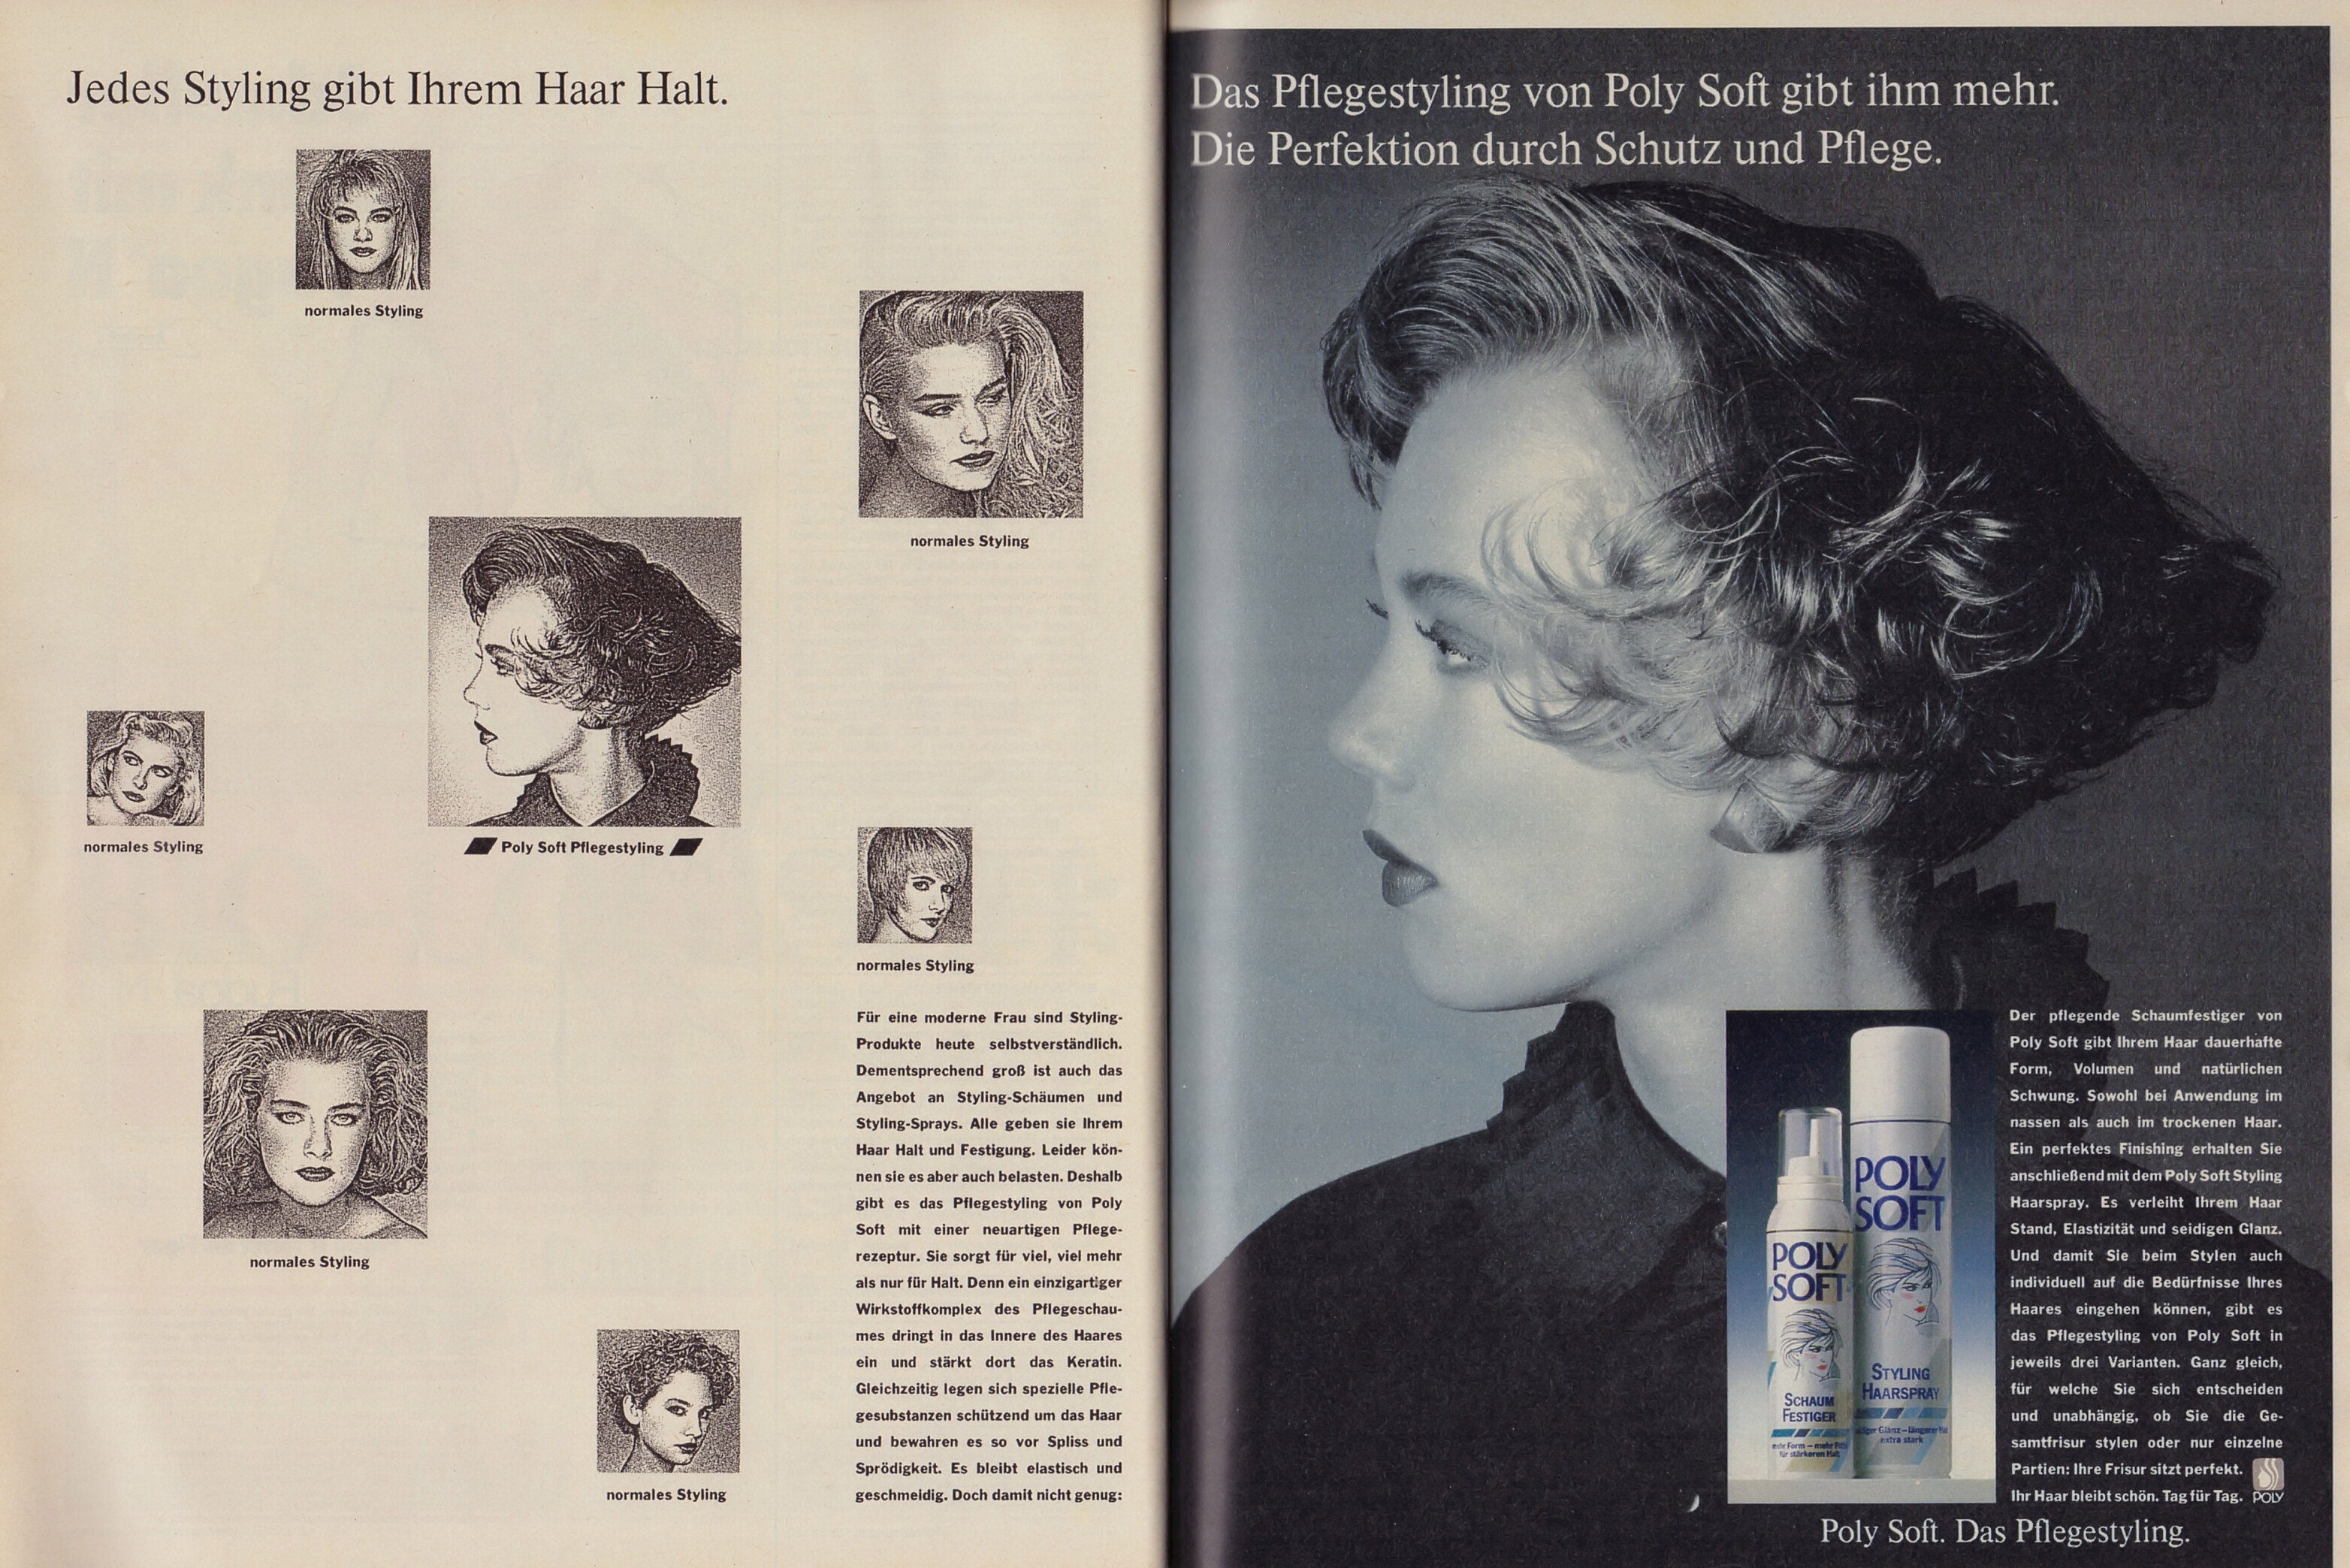 Jedes Styling gibt Ihrem Haar Halt.
normales Styling
normales Styling
Poly Soft Pflegestyling
normales Styling
normales Styling
normales Styling
normales Styling
Für eine moderne Frau sind Styling-
Produkte heute selbstverständlich.
Dementsprechend groß ist auch das
Angebot an Styling-Schäumen und
Styling-Sprays. Alle geben sie Ihrem
Haar Halt und Festigung. Leider kön-
nen sie es aber auch belasten. Deshalb
gibt es das Pflegestyling von Poly
Soft mit einer neuartigen Pflege-
rezeptur. Sie sorgt für viel, viel mehr
als nur für Halt. Denn ein einzigartiger
Wirkstoffkomplex des Pflegeschau-
mes dringt in das Innere des Haares
ein und stärkt dort das Keratin.
Gleichzeitig legen sich spezielle Pfle-
gesubstanzen schützend um das Haar
und bewahren es so vor Spliss und
Sprödigkeit. Es bleibt elastisch und
geschmeidig. Doch damit nicht genug:
Das Pflegestyling von Poly Soft gibt ihm mehr.
Die Perfektion durch Schutz und Pflege.
POLY
SOFT
SCHAUM
FESTIGER
mehr Form – mehr
für stärkeren Halt
POLY
SOFT
STYLING
HAARSPRAY
Glanz – längerer
extra stark
Der pflegende Schaumfestiger von
Poly Soft gibt Ihrem Haar dauerhafte
Form, Volumen und natürlichen
Schwung. Sowohl bei Anwendung im
nassen als auch im trockenen Haar.
Ein perfektes Finishing erhalten Sie
anschließend mit dem Poly Soft Styling
Haarspray. Es verleiht Ihrem Haar
Stand, Elastizität und seidigen Glanz.
Und damit Sie beim Stylen auch
individuell auf die Bedürfnisse Ihres
Haares eingehen können, gibt es
das Pflegestyling von Poly Soft in
jeweils drei Varianten. Ganz gleich,
für welche Sie sich entscheiden
und unabhängig, ob Sie die Ge-
samtfrisur stylen oder nur einzelne
Partien: Ihre Frisur sitzt perfekt.
Ihr Haar bleibt schön. Tag für Tag.
POLY
Poly Soft. Das Pflegestyling.